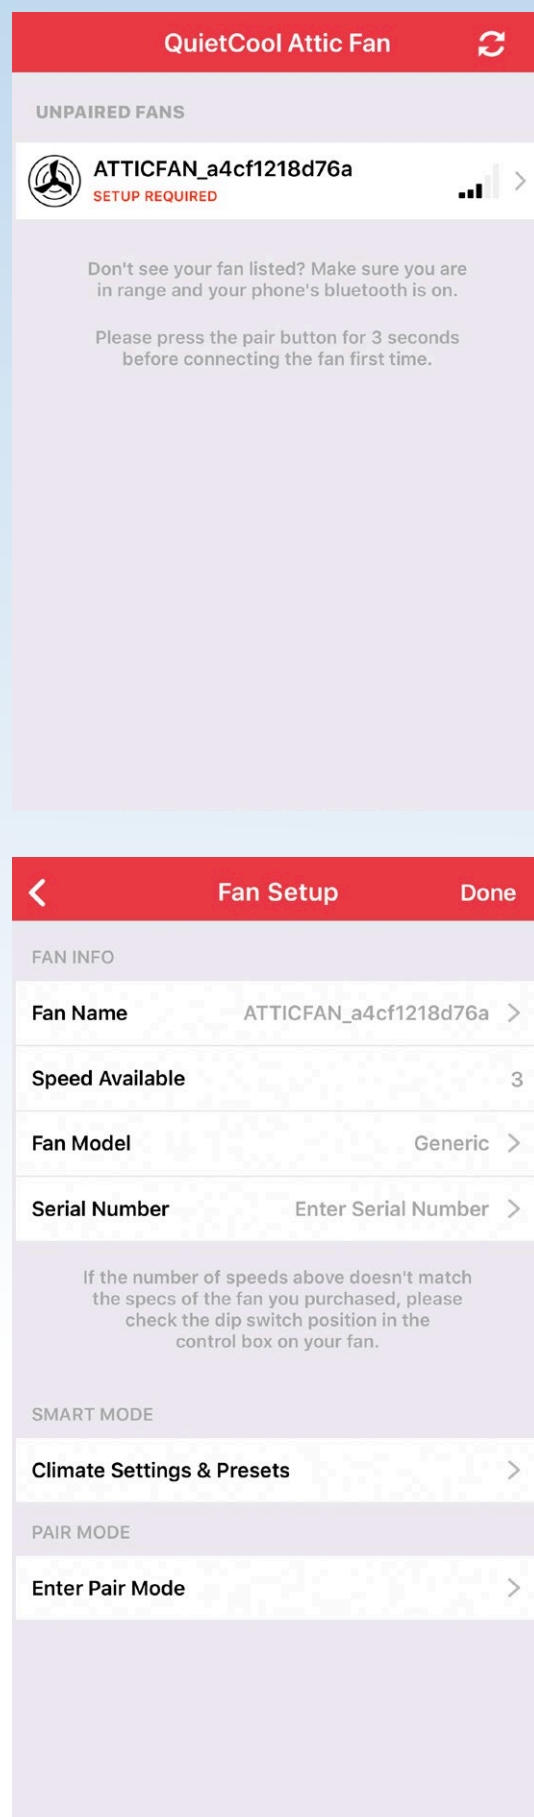 QuietCool Attic Fan
UNPAIRED FANS
ATTICFAN_a4cf1218d76a
SETUP REQUIRED
Don't see your fan listed? Make sure you are
in range and your phone's bluetooth is on.
Please press the pair button for 3 seconds
before connecting the fan first time.
Fan Setup Done
FAN INFO
Fan Name ATTICFAN_a4cf1218d76a
Speed Available 3
Fan Model Generic
Serial Number Enter Serial Number
If the number of speeds above doesn't match
the specs of the fan you purchased, please
check the dip switch position in the
control box on your fan.
SMART MODE
Climate Settings & Presets
PAIR MODE
Enter Pair Mode